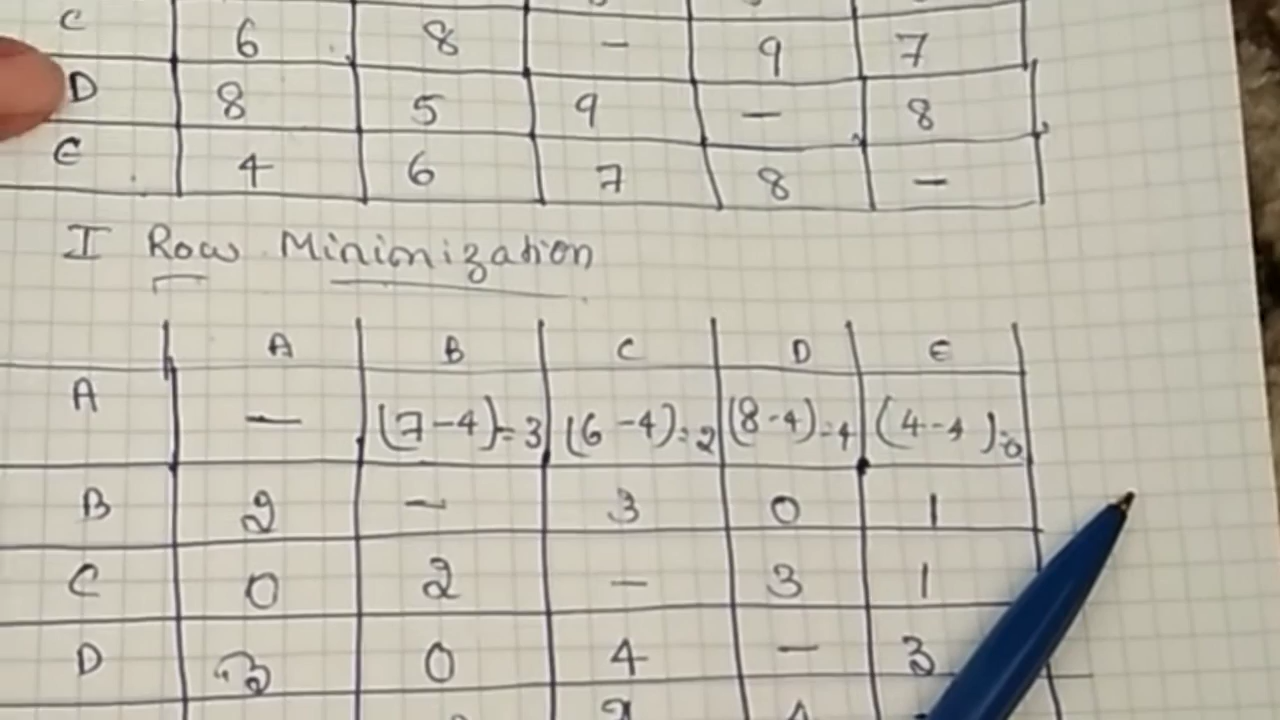 C 6 8 - 9 7
D 8 5 9 - 8
E 4 6 7 8 -
I Row Minimization
A B C D E
A - (7-4)=3 (6-4)=2 (8-4)=4 (4-4)=0
B 2 - 3 0 1
C 0 2 - 3 1
D 3 0 4 - 3